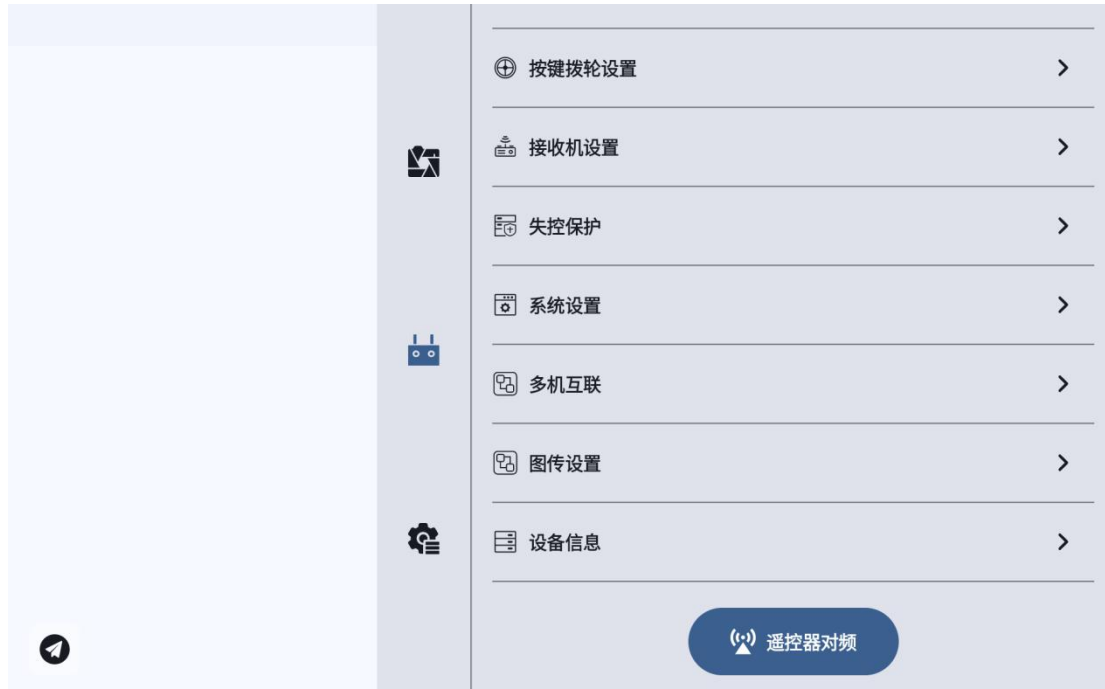 按键拨轮设置
接收机设置
失控保护
系统设置
多机互联
图传设置
设备信息
遥控器对频